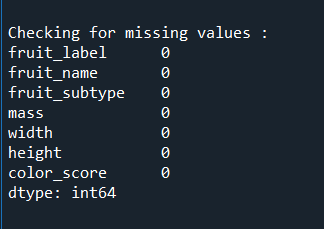 Checking for missing values :
fruit_label     0
fruit_name      0
fruit_subtype   0
mass            0
width           0
height          0
color_score     0
dtype: int64